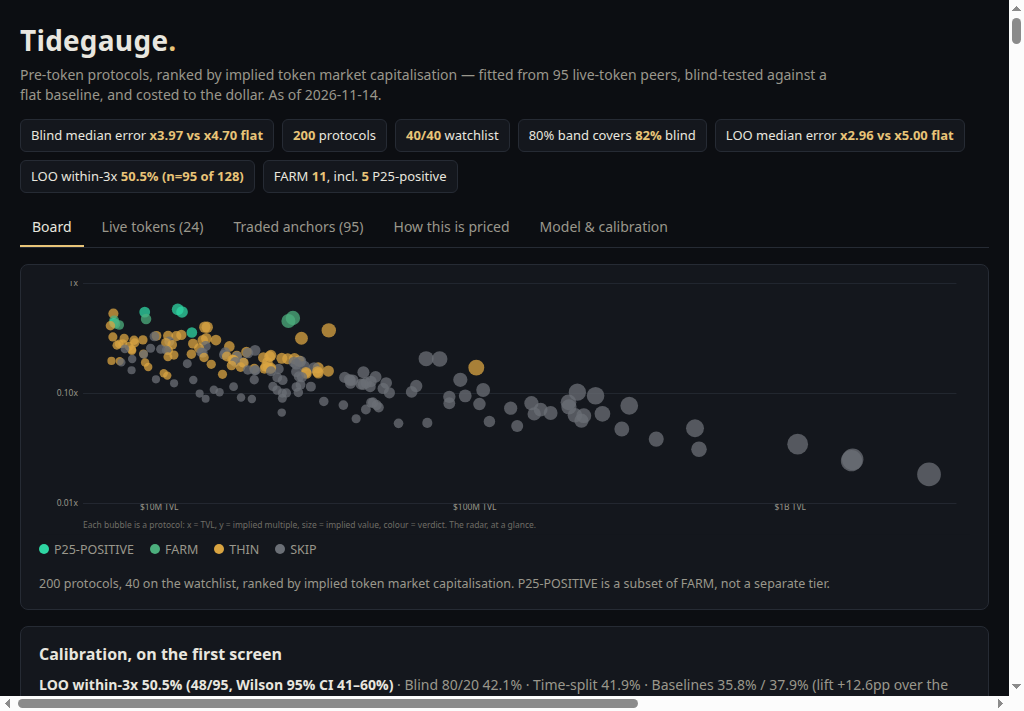 Tidegauge.
Pre-token protocols, ranked by implied token market capitalisation — fitted from 95 live-token peers, blind-tested against a
flat baseline, and costed to the dollar. As of 2026-11-14.
Blind median error x3.97 vs x4.70 flat
200 protocols
40/40 watchlist
80% band covers 82% blind
LOO median error x2.96 vs x5.00 flat
LOO within-3x 50.5% (n=95 of 128)
FARM 11, incl. 5 P25-positive
Board
Live tokens (24)
Traded anchors (95)
How this is priced
Model & calibration
1x
0.10x
0.01x
$10M TVL
$100M TVL
$1B TVL
Each bubble is a protocol: x = TVL, y = implied multiple, size = implied value, colour = verdict. The radar, at a glance.
P25-POSITIVE
FARM
THIN
SKIP
200 protocols, 40 on the watchlist, ranked by implied token market capitalisation. P25-POSITIVE is a subset of FARM, not a separate tier.
Calibration, on the first screen
LOO within-3x 50.5% (48/95, Wilson 95% CI 41–60%) · Blind 80/20 42.1% · Time-split 41.9% · Baselines 35.8% / 37.9% (lift +12.6pp over the